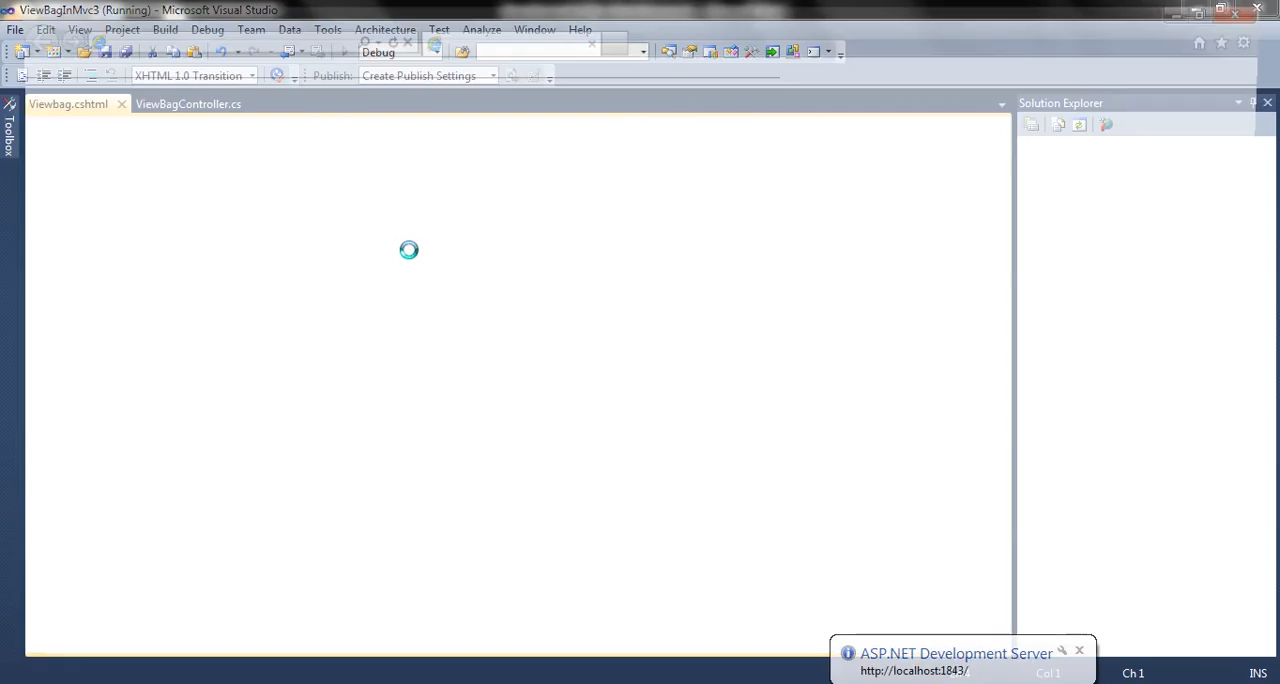 ViewBagInMvc3 (Running) - Microsoft Visual Studio
File Edit View Project Build Debug Team Data Tools Architecture Test Analyze Window Help
Debug
XHTML 1.0 Transition Publish: Create Publish Settings
Viewbag.cshtml ViewBagController.cs Solution Explorer
Toolbox
ASP.NET Development Server
http://localhost:1843/
Col 1 Ch 1 INS